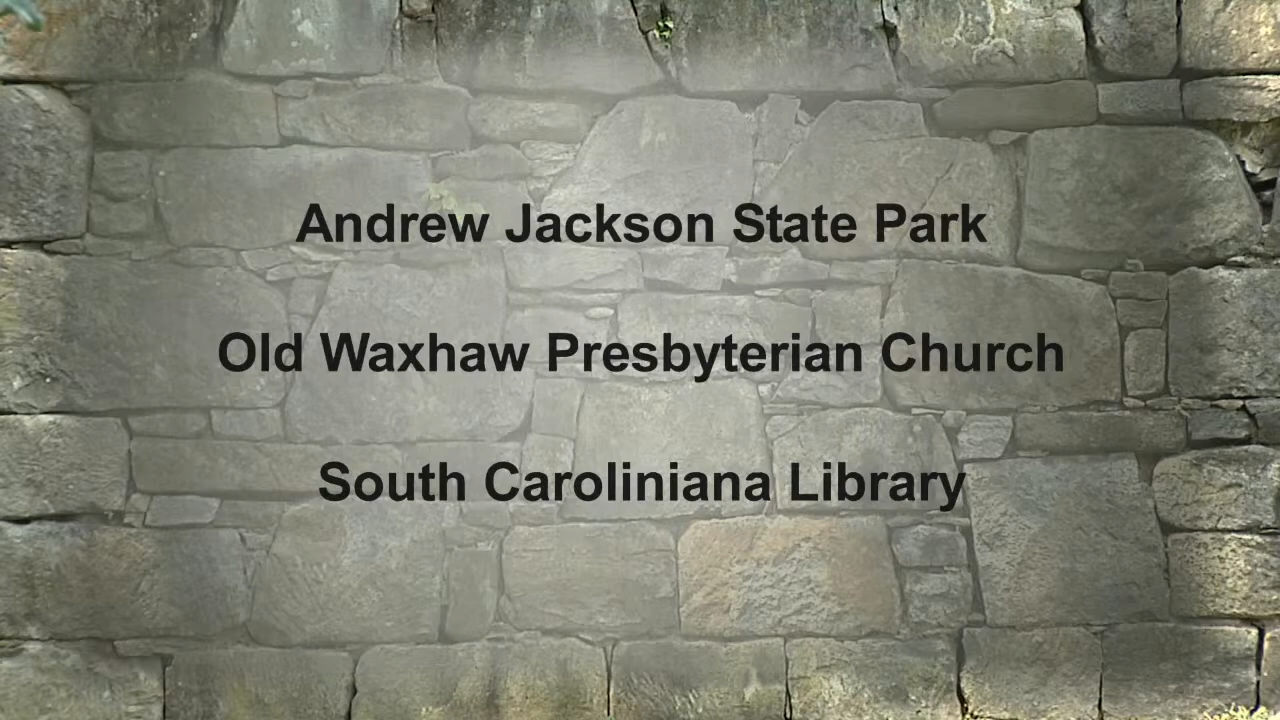 Andrew Jackson State Park
Old Waxhaw Presbyterian Church
South Caroliniana Library